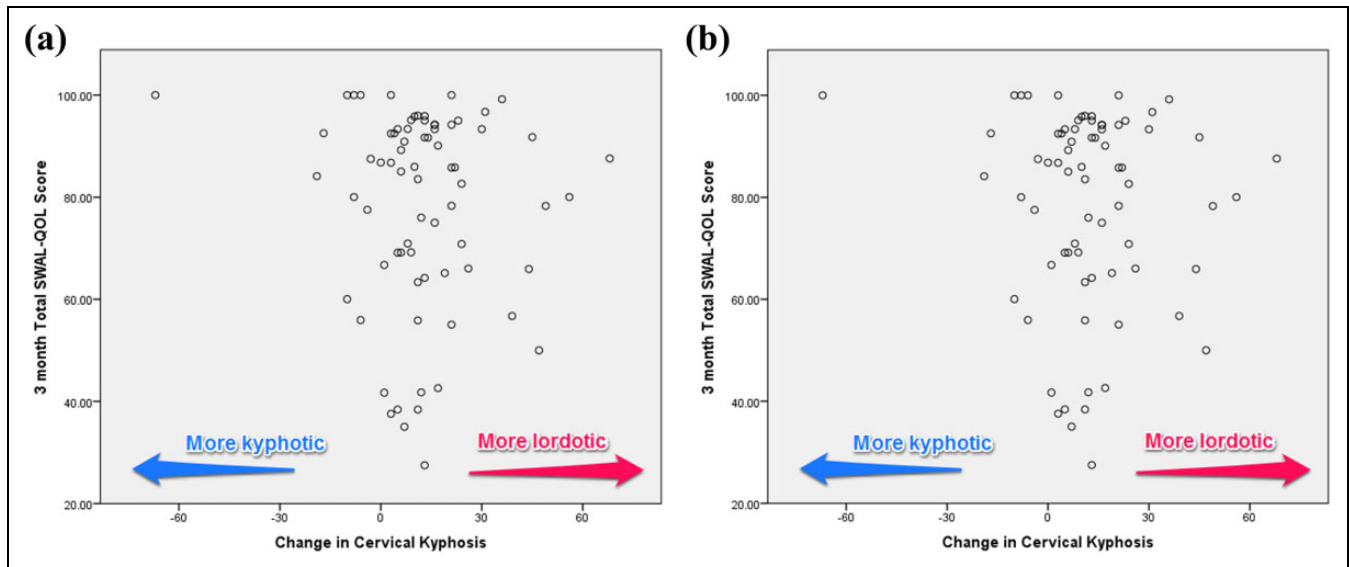 (a)
3 month Total SWAL-QOL Score
100.00
80.00
60.00
40.00
20.00
More kyphotic
More lordotic
-60
-30
0
30
60
Change in Cervical Kyphosis
(b)
3 month Total SWAL-QOL Score
100.00
80.00
60.00
40.00
20.00
More kyphotic
More lordotic
-60
-30
0
30
60
Change in Cervical Kyphosis